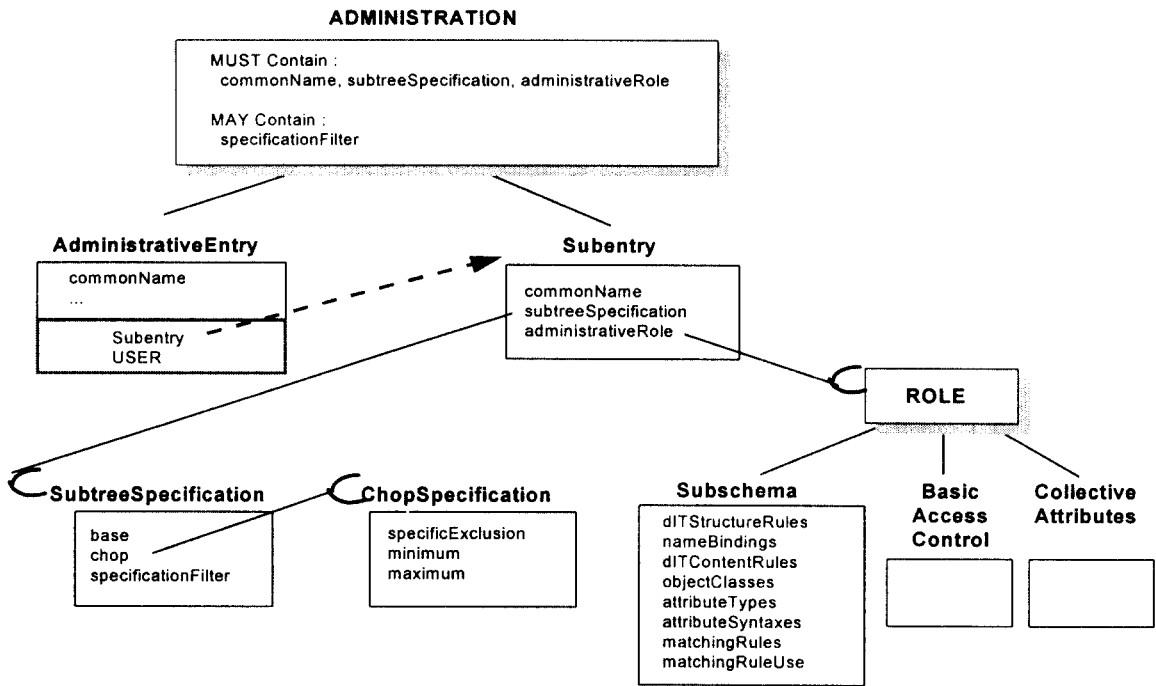 ADMINISTRATION
MUST Contain :
commonName, subtreeSpecification, administrativeRole
MAY Contain :
specificationFilter
AdministrativeEntry
commonName
...
Subentry
USER
Subentry
commonName
subtreeSpecification
administrativeRole
ROLE
SubtreeSpecification
base
chop
specificationFilter
ChopSpecification
specificExclusion
minimum
maximum
Subschema
dITStructureRules
nameBindings
dITContentRules
objectClasses
attributeTypes
attributeSyntaxes
matchingRules
matchingRuleUse
Basic
Access
Control
Collective
Attributes